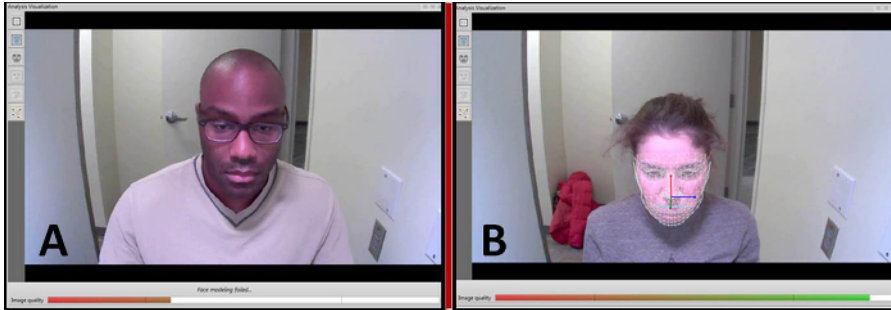 Analysis Visualization
A
Face modeling failed...
Image quality
Analysis Visualization
B
Image quality